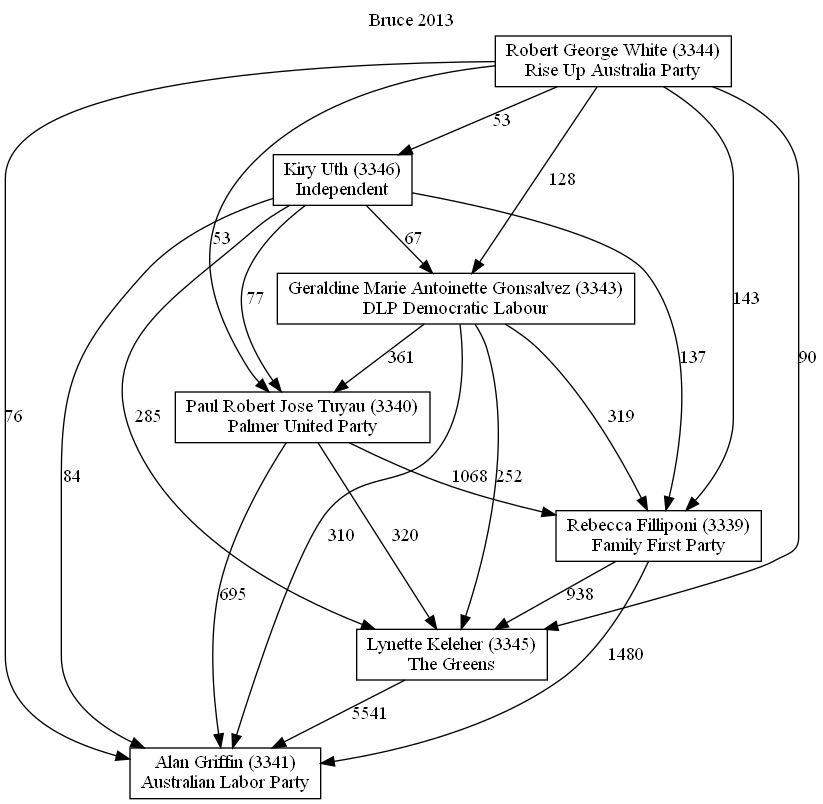 Bruce 2013
Robert George White (3344)
Rise Up Australia Party
53
Kiry Uth (3346)
Independent
128
53
67
Geraldine Marie Antoinette Gonsalvez (3343)
DLP Democratic Labour
77
143
361
137
90
Paul Robert Jose Tuyau (3340)
Palmer United Party
76
285
319
84
1068
252
Rebecca Filliponi (3339)
Family First Party
310
320
695
938
Lynette Keleher (3345)
The Greens
1480
5541
Alan Griffin (3341)
Australian Labor Party